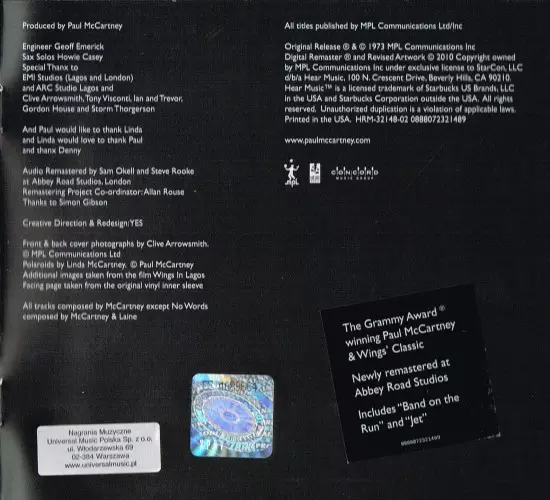 Produced by Paul McCartney
Engineer Geoff Emerick
Sax Solos Howie Casey
Special Thanx to
EMI Studios (Lagos and London)
and ARC Studio Lagos and
Clive Arrowsmith, Tony Visconti, Ian and Trevor,
Gordon House and Storm Thorgerson
And Paul would like to thank Linda
and Linda would love to thank Paul
and thanx Denny
Audio Remastered by Sam Okell and Steve Rooke
at Abbey Road Studios, London
Remastering Project Co-ordinator: Allan Rouse
Thanks to Simon Gibson
Creative Direction & Redesign: YES
Front & back cover photographs by Clive Arrowsmith.
© MPL Communications Ltd
Polaroids by Linda McCartney. © Paul McCartney
Additional images taken from the film Wings In Lagos
Facing page taken from the original vinyl inner sleeve
All tracks composed by McCartney except No Words
composed by McCartney & Laine
All titles published by MPL Communications Ltd/Inc
Original Release ℗ & © 1973 MPL Communications Inc
Digital Remaster ℗ and Revised Artwork © 2010 Copyright owned
by MPL Communications Inc under exclusive license to StarCon, LLC
d/b/a Hear Music, 100 N. Crescent Drive, Beverly Hills, CA 90210.
Hear Music™ is a licensed trademark of Starbucks US Brands, LLC
in the USA and Starbucks Corporation outside the USA. All rights
reserved. Unauthorized duplication is a violation of applicable laws.
Printed in the USA. HRM-32148-02 0888072321489
www.paulmccartney.com
MPL
CONCORD
MUSIC GROUP
The Grammy Award ®
winning Paul McCartney
& Wings' Classic
Newly remastered at
Abbey Road Studios
Includes "Band on the
Run" and "Jet"
0888072321489
Nagrania Muzyczne
Universal Music Polska Sp. z o.o.
ul. Włodarzewska 69
02-384 Warszawa
www.universalmusic.pl